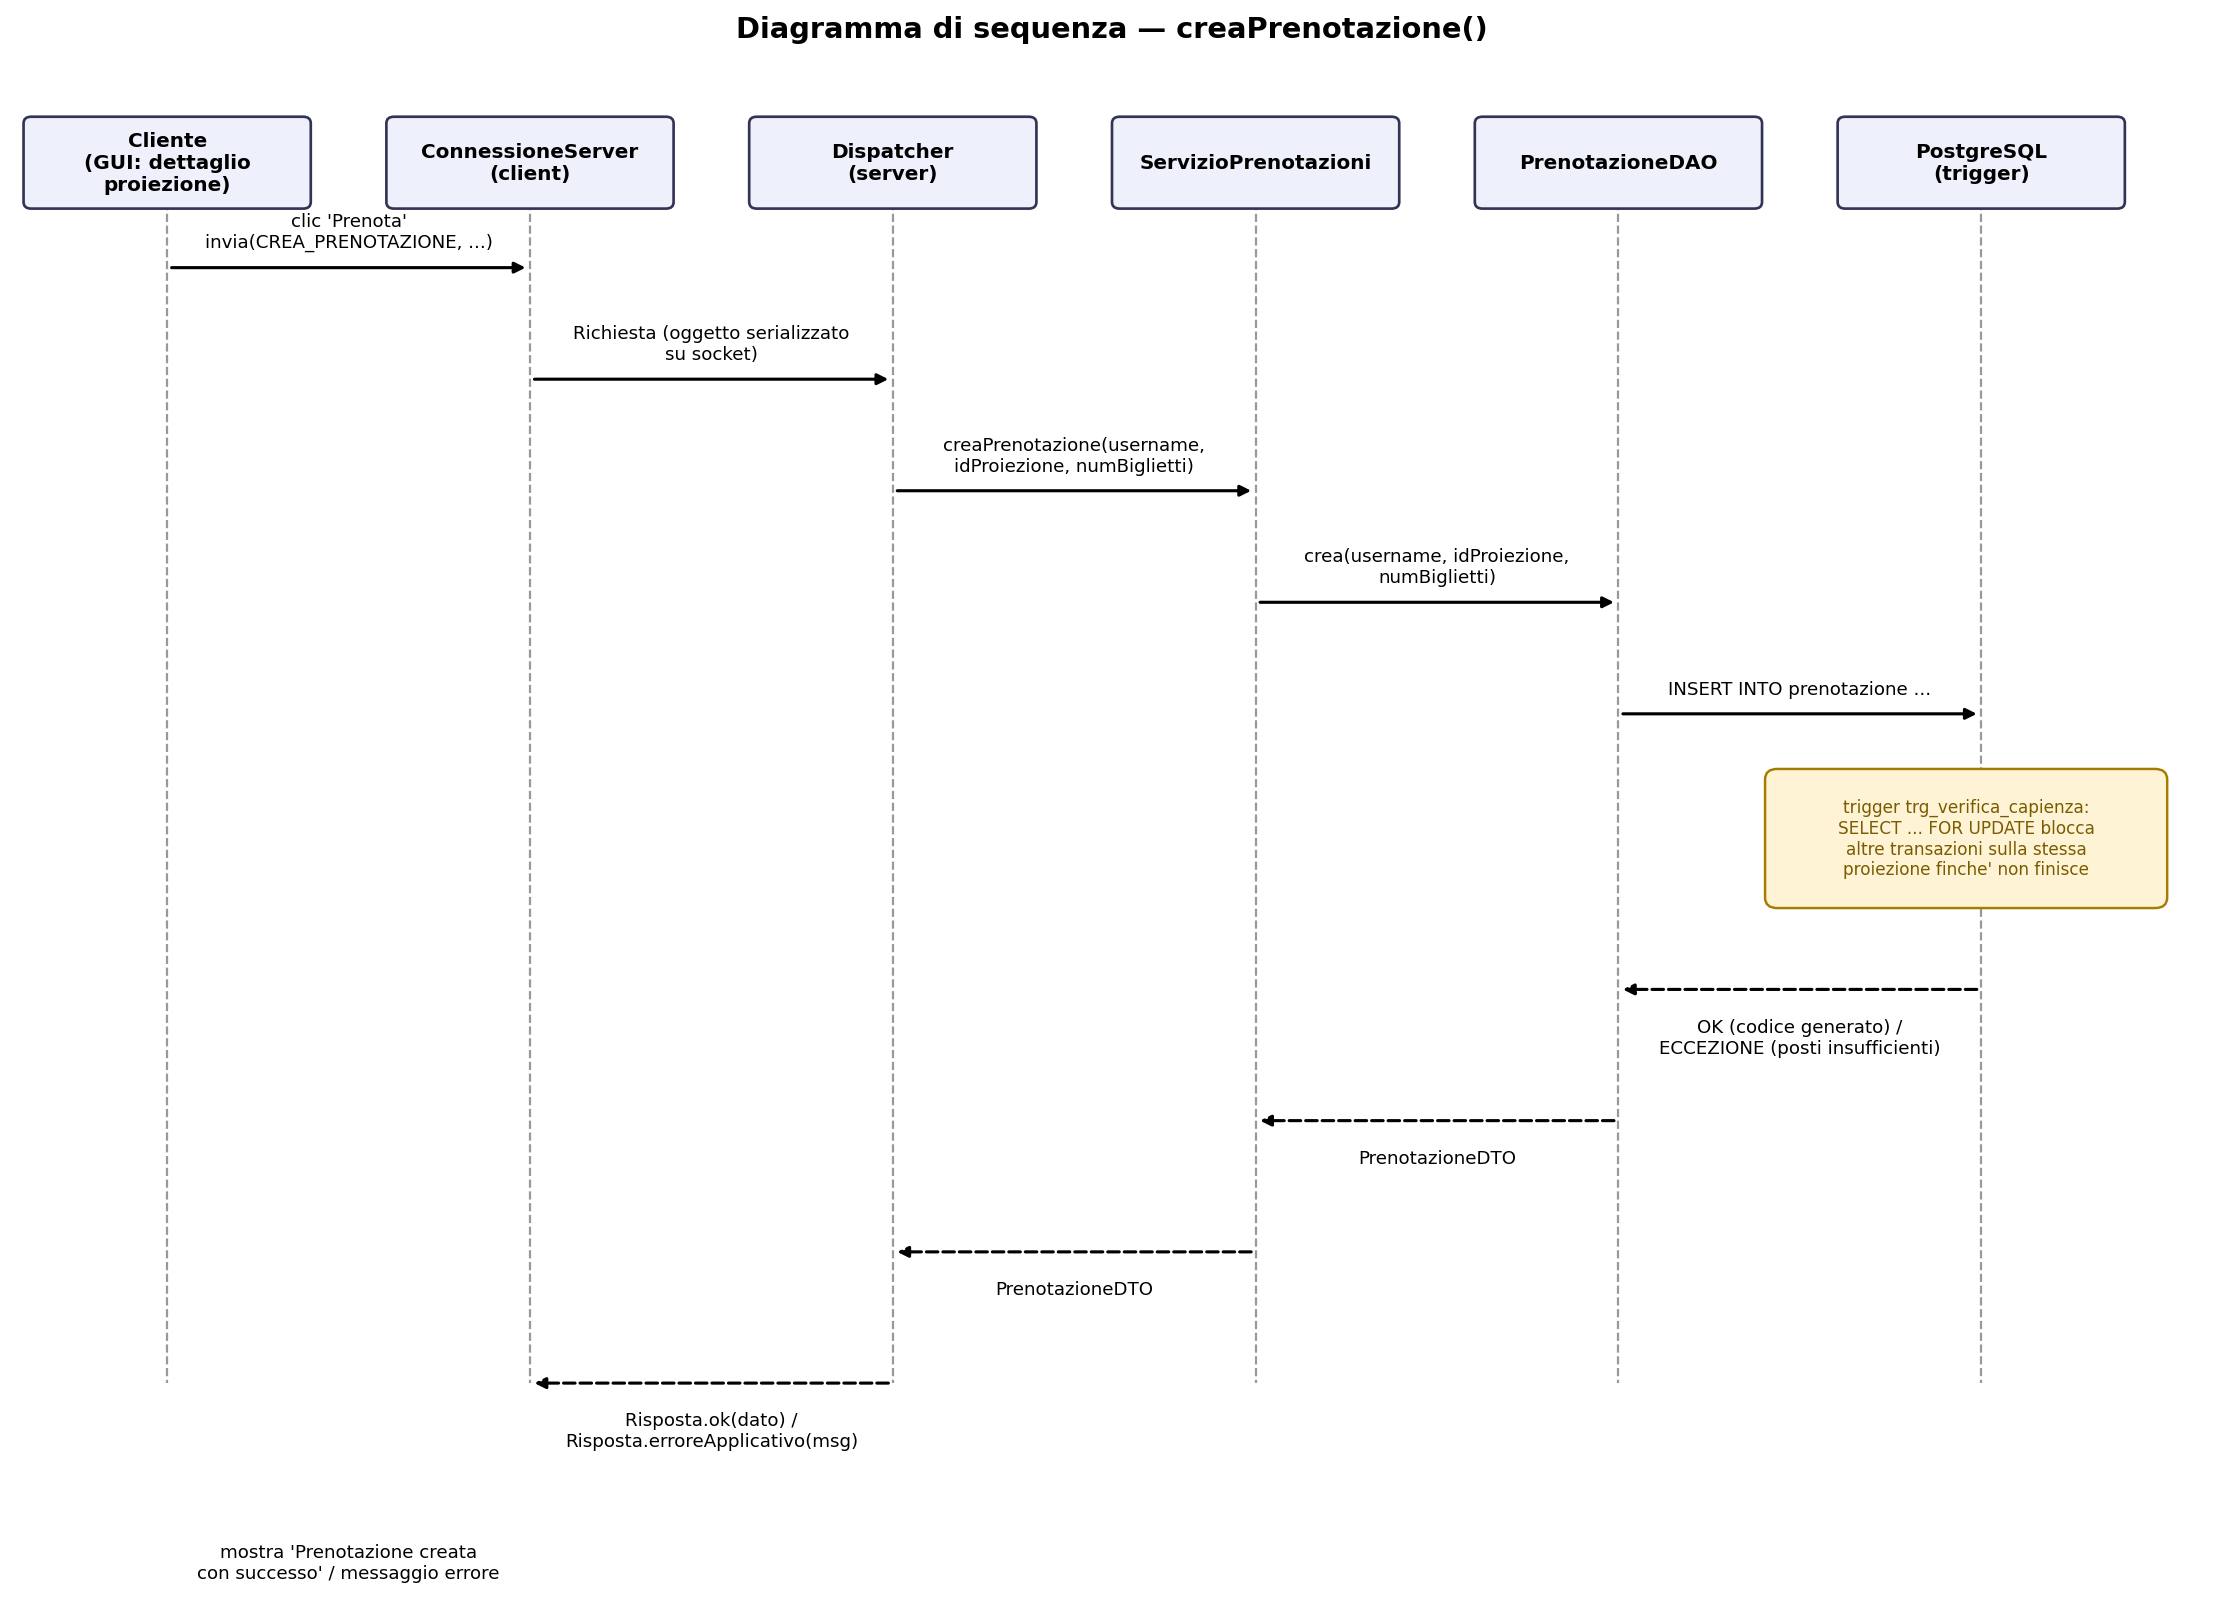 Diagramma di sequenza — creaPrenotazione()
Cliente
(GUI: dettaglio
proiezione)
ConnessioneServer
(client)
Dispatcher
(server)
ServizioPrenotazioni
PrenotazioneDAO
PostgreSQL
(trigger)
clic 'Prenota'
invia(CREA_PRENOTAZIONE, ...)
Richiesta (oggetto serializzato
su socket)
creaPrenotazione(username,
idProiezione, numBiglietti)
crea(username, idProiezione,
numBiglietti)
INSERT INTO prenotazione ...
trigger trg_verifica_capienza:
SELECT ... FOR UPDATE blocca
altre transazioni sulla stessa
proiezione finche' non finisce
OK (codice generato) /
ECCEZIONE (posti insufficienti)
PrenotazioneDTO
PrenotazioneDTO
Risposta.ok(dato) /
Risposta.erroreApplicativo(msg)
mostra 'Prenotazione creata
con successo' / messaggio errore